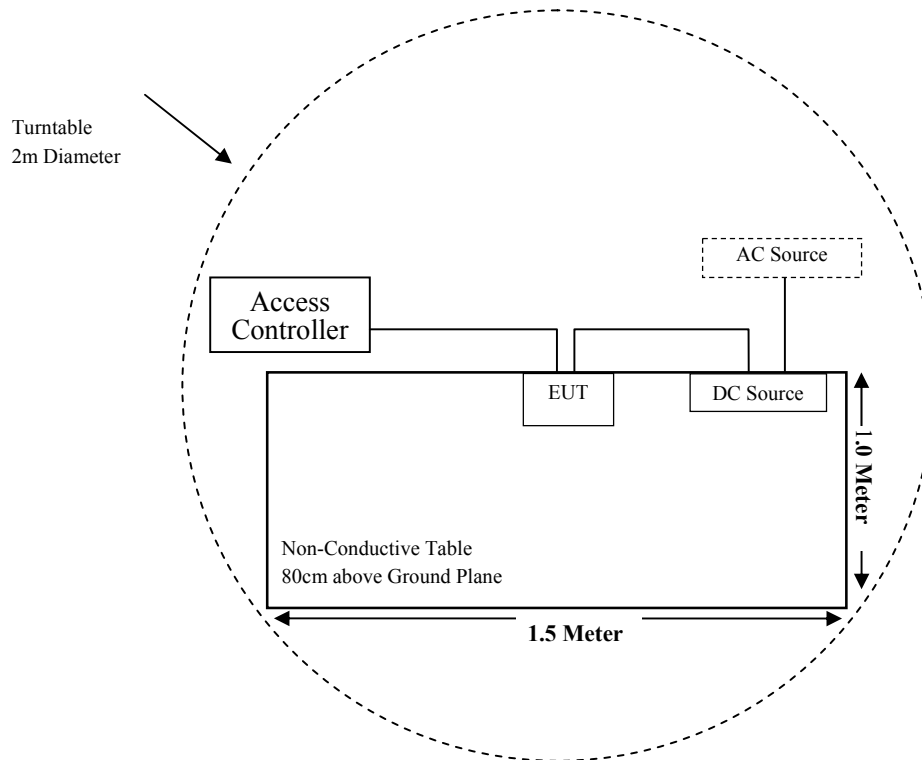 Turntable
2m Diameter
AC Source
Access
Controller
EUT
DC Source
1.0 Meter
Non-Conductive Table
80cm above Ground Plane
1.5 Meter